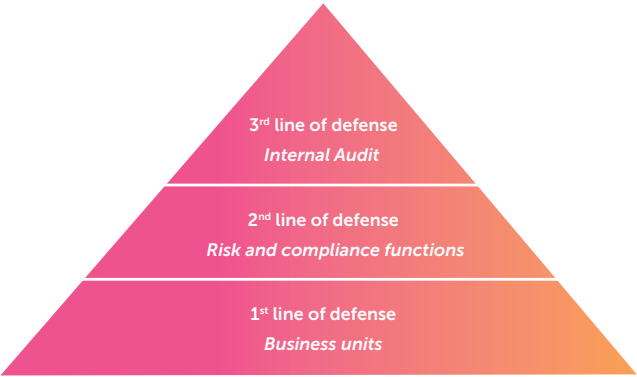 3rd line of defense
Internal Audit
2nd line of defense
Risk and compliance functions
1st line of defense
Business units